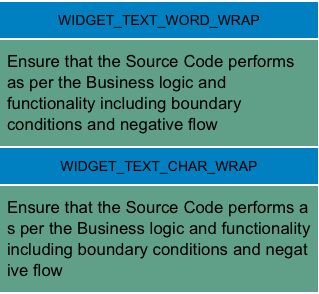 WIDGET_TEXT_WORD_WRAP
Ensure that the Source Code performs
as per the Business logic and
functionality including boundary
conditions and negative flow
WIDGET_TEXT_CHAR_WRAP
Ensure that the Source Code performs a
s per the Business logic and functionality
including boundary conditions and negat
ive flow